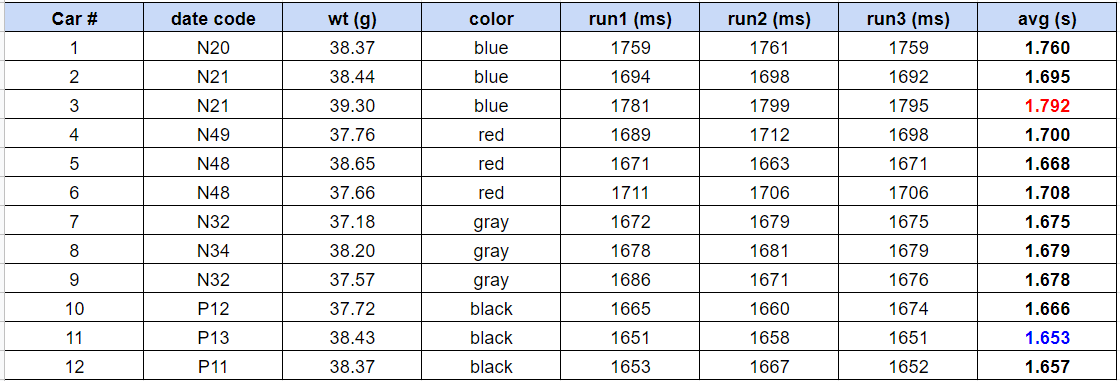 Car # date code wt (g) color run1 (ms) run2 (ms) run3 (ms) avg (s)
1 N20 38.37 blue 1759 1761 1759 1.760
2 N21 38.44 blue 1694 1698 1692 1.695
3 N21 39.30 blue 1781 1799 1795 1.792
4 N49 37.76 red 1689 1712 1698 1.700
5 N48 38.65 red 1671 1663 1671 1.668
6 N48 37.66 red 1711 1706 1706 1.708
7 N32 37.18 gray 1672 1679 1675 1.675
8 N34 38.20 gray 1678 1681 1679 1.679
9 N32 37.57 gray 1686 1671 1676 1.678
10 P12 37.72 black 1665 1660 1674 1.666
11 P13 38.43 black 1651 1658 1651 1.653
12 P11 38.37 black 1653 1667 1652 1.657